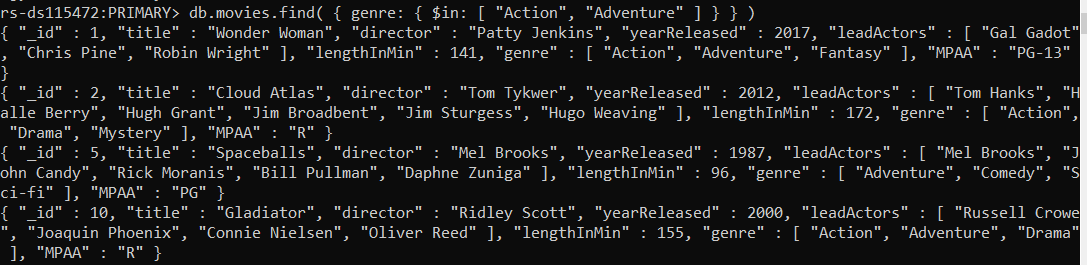 rs-ds115472:PRIMARY> db.movies.find( { genre: { $in: [ "Action", "Adventure" ] } } )
{ "_id" : 1, "title" : "Wonder Woman", "director" : "Patty Jenkins", "yearReleased" : 2017, "leadActors" : [ "Gal Gadot"
, "Chris Pine", "Robin Wright" ], "lengthInMin" : 141, "genre" : [ "Action", "Adventure", "Fantasy" ], "MPAA" : "PG-13"
}
{ "_id" : 2, "title" : "Cloud Atlas", "director" : "Tom Tykwer", "yearReleased" : 2012, "leadActors" : [ "Tom Hanks", "H
alle Berry", "Hugh Grant", "Jim Broadbent", "Jim Sturgess", "Hugo Weaving" ], "lengthInMin" : 172, "genre" : [ "Action",
 "Drama", "Mystery" ], "MPAA" : "R" }
{ "_id" : 5, "title" : "Spaceballs", "director" : "Mel Brooks", "yearReleased" : 1987, "leadActors" : [ "Mel Brooks", "J
ohn Candy", "Rick Moranis", "Bill Pullman", "Daphne Zuniga" ], "lengthInMin" : 96, "genre" : [ "Adventure", "Comedy", "S
ci-fi" ], "MPAA" : "PG" }
{ "_id" : 10, "title" : "Gladiator", "director" : "Ridley Scott", "yearReleased" : 2000, "leadActors" : [ "Russell Crowe
", "Joaquin Phoenix", "Connie Nielsen", "Oliver Reed" ], "lengthInMin" : 155, "genre" : [ "Action", "Adventure", "Drama"
 ], "MPAA" : "R" }